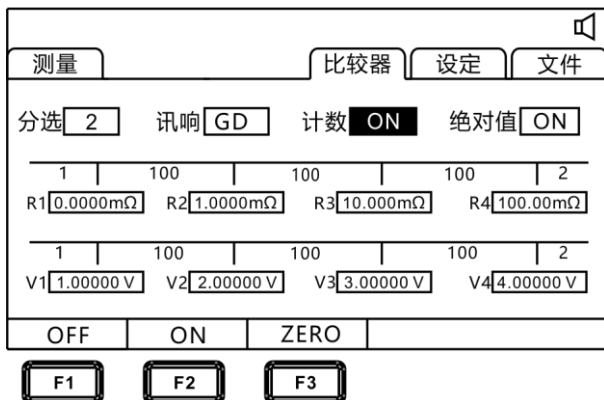 测量 比较器 设定 文件
分选 2 讯响 GD 计数 ON 绝对值 ON
1 100 100 100 2
R1 0.0000mΩ R2 1.0000mΩ R3 10.000mΩ R4 100.00mΩ
1 100 100 100 2
V1 1.00000 V V2 2.00000 V V3 3.00000 V V4 4.00000 V
OFF ON ZERO
F1 F2 F3